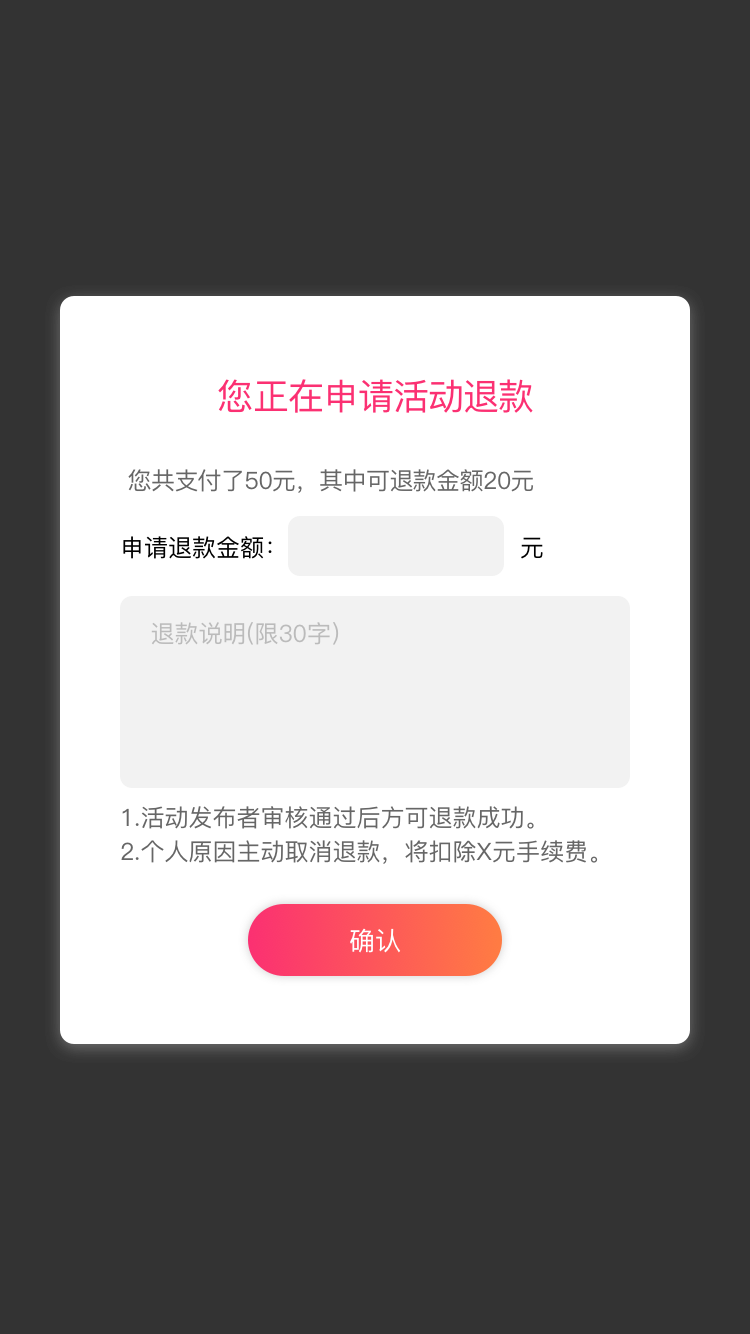 您正在申请活动退款
您共支付了50元，其中可退款金额20元
申请退款金额： 元
退款说明(限30字)
1.活动发布者审核通过后方可退款成功。
2.个人原因主动取消退款，将扣除X元手续费。
确认